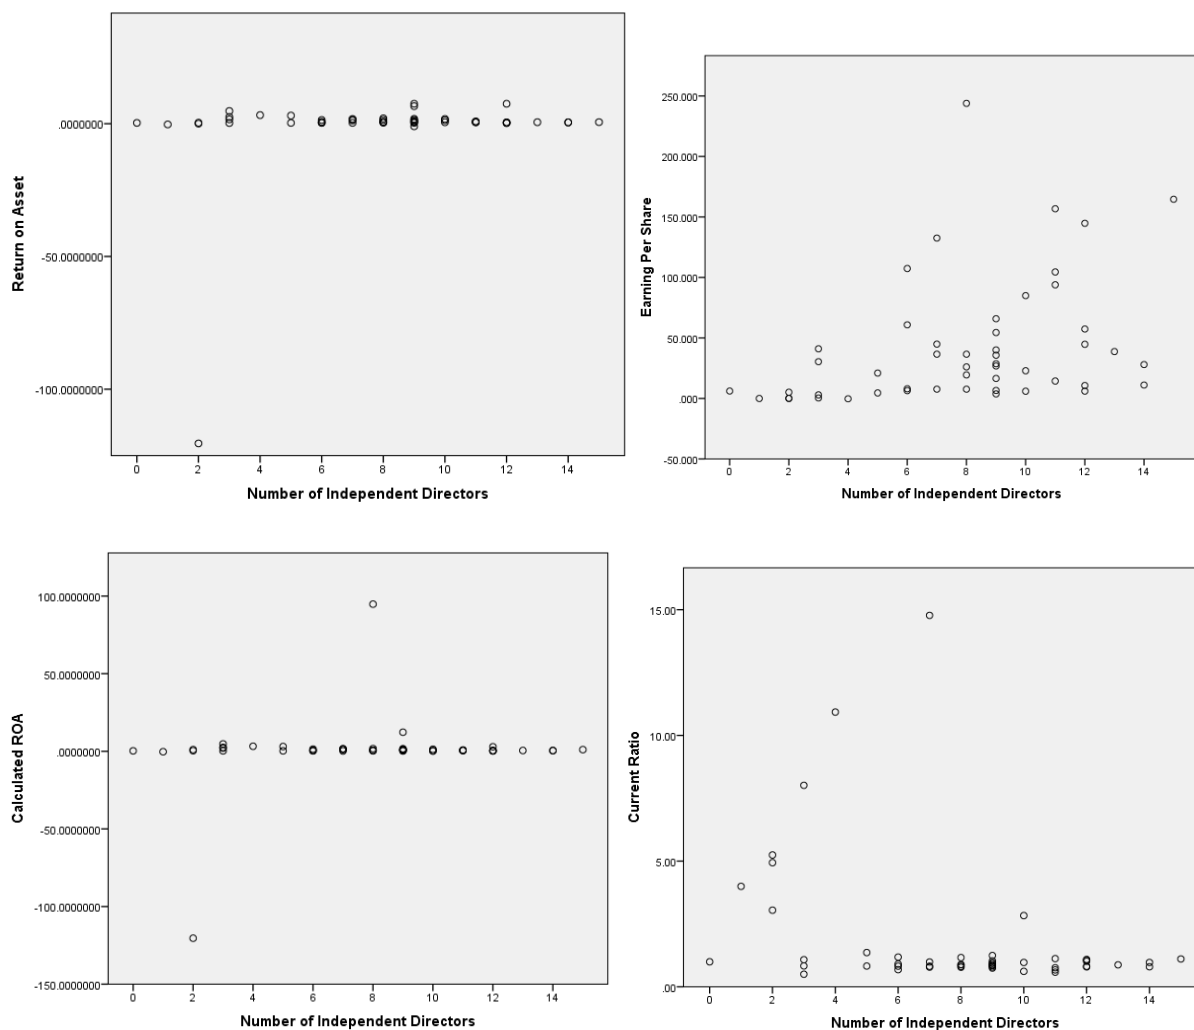 .0000000
-50.0000000
-100.0000000
Return on Asset
0 2 4 6 8 10 12 14
Number of Independent Directors
250.000
200.000
150.000
100.000
50.000
.000
-50.000
Earning Per Share
0 2 4 6 8 10 12 14
Number of Independent Directors
100.0000000
50.0000000
.0000000
-50.0000000
-100.0000000
-150.0000000
Calculated ROA
0 2 4 6 8 10 12 14
Number of Independent Directors
15.00
10.00
5.00
.00
Current Ratio
0 2 4 6 8 10 12 14
Number of Independent Directors